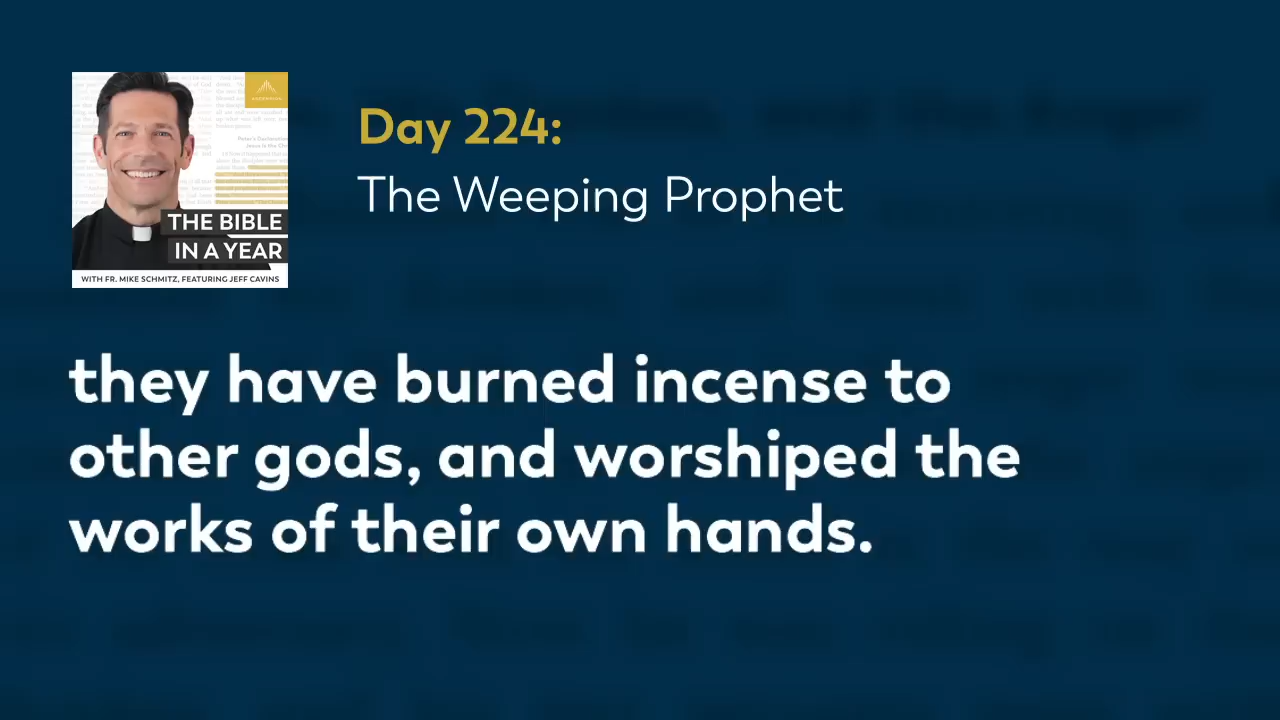 Day 224:
The Weeping Prophet
THE BIBLE
IN A YEAR
WITH FR. MIKE SCHMITZ, FEATURING JEFF CAVINS
they have burned incense to
other gods, and worshiped the
works of their own hands.